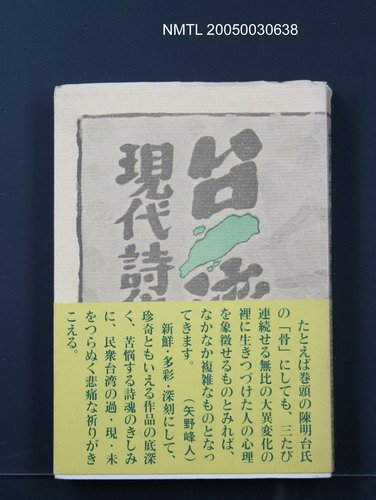 NMTL 20050030638
台湾
現代詩集
たとえば巻頭の陳明台氏
の「骨」にしても、三たび
連続せる無比の大異変化の
裡に生きつづけた人の心理
を象徴せるものとみれば、
なかなか複雑なものとなっ
てきます。 (矢野峰人)
新鮮・多彩・深刻にして、
珍奇ともいえる作品の底深
く、苦悩する詩魂のきしみ
に、民衆台湾の過・現・未
をつらぬく悲痛な祈りがき
こえる。